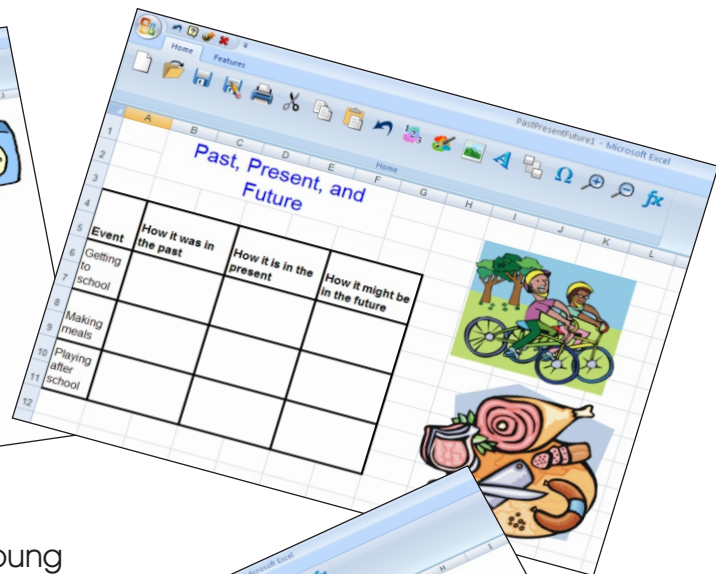 Home Features
PastPresentFuture1 - Microsoft Excel
Home
A B C D E F G H I J K L
1
2
3
4
5
6
7
8
9
10
11
12
Past, Present, and
Future
Event
How it was in
the past
How it is in the
present
How it might be
in the future
Getting
to
school
Making
meals
Playing
after
school
oung
Microsoft Excel
H I